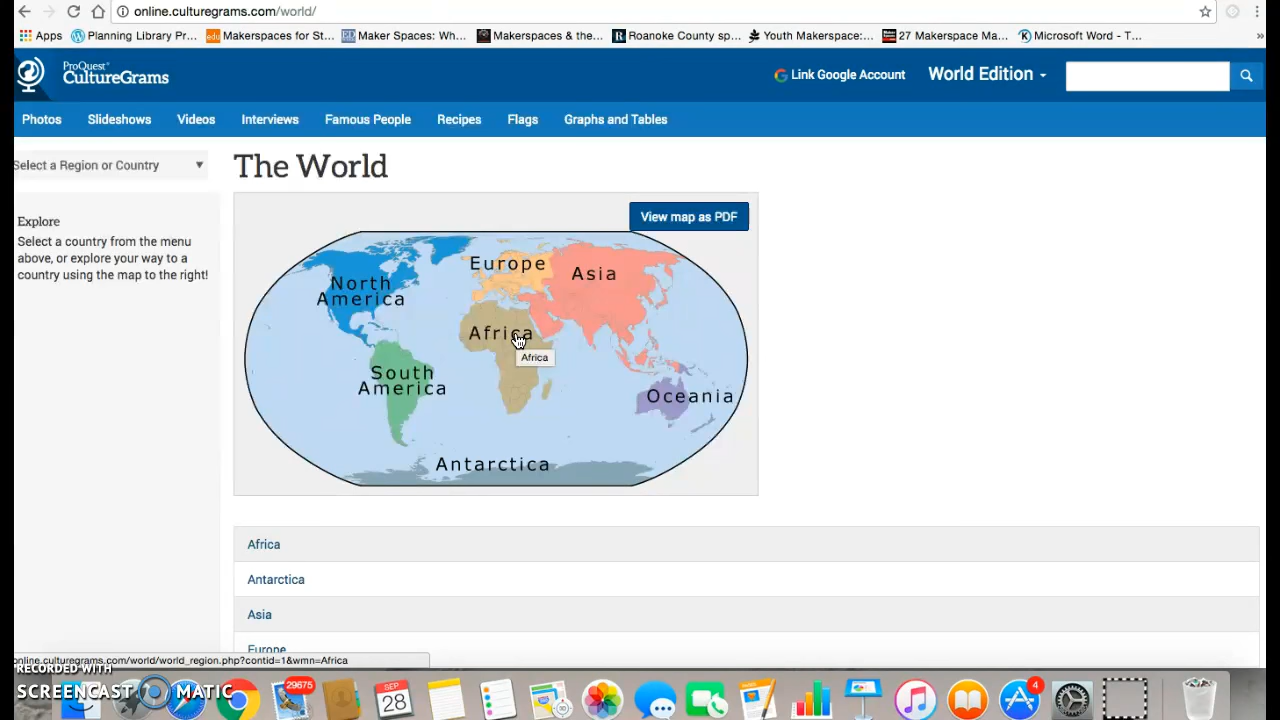 online.culturegrams.com/world/
Apps Planning Library Pr... edu Makerspaces for St... Maker Spaces: Wh... Makerspaces & the... R Roanoke County sp... Youth Makerspace:... 27 Makerspace Ma... Microsoft Word - T... »
ProQuest®
CultureGrams
Link Google Account
World Edition
Photos Slideshows Videos Interviews Famous People Recipes Flags Graphs and Tables
Select a Region or Country
The World
Explore
Select a country from the menu
above, or explore your way to a
country using the map to the right!
View map as PDF
Europe
Asia
North
America
Africa
Africa
South
America
Oceania
Antarctica
Africa
Antarctica
Asia
Europe
online.culturegrams.com/world/world_region.php?contid=1&wmn=Africa
RECORDED WITH
SCREENCAST MATIC
29675
SEP
28
4